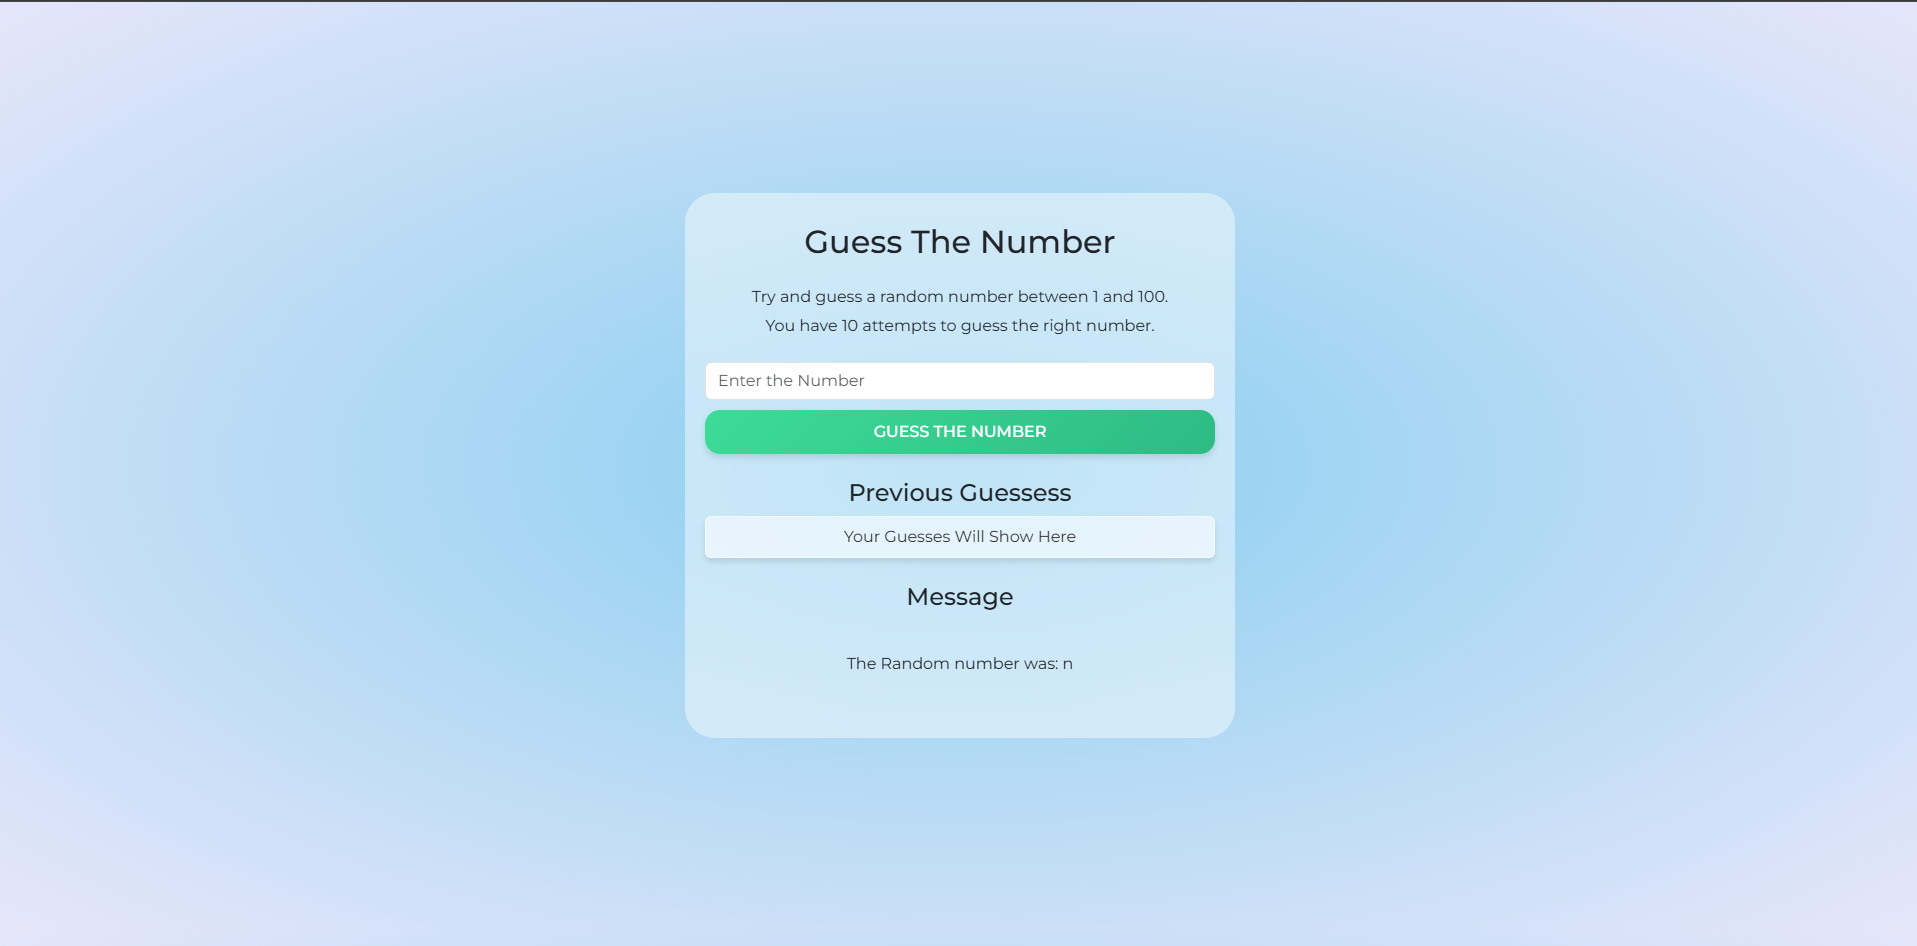 Guess The Number
Try and guess a random number between 1 and 100.
You have 10 attempts to guess the right number.
Enter the Number
GUESS THE NUMBER
Previous Guessess
Your Guesses Will Show Here
Message
The Random number was: n